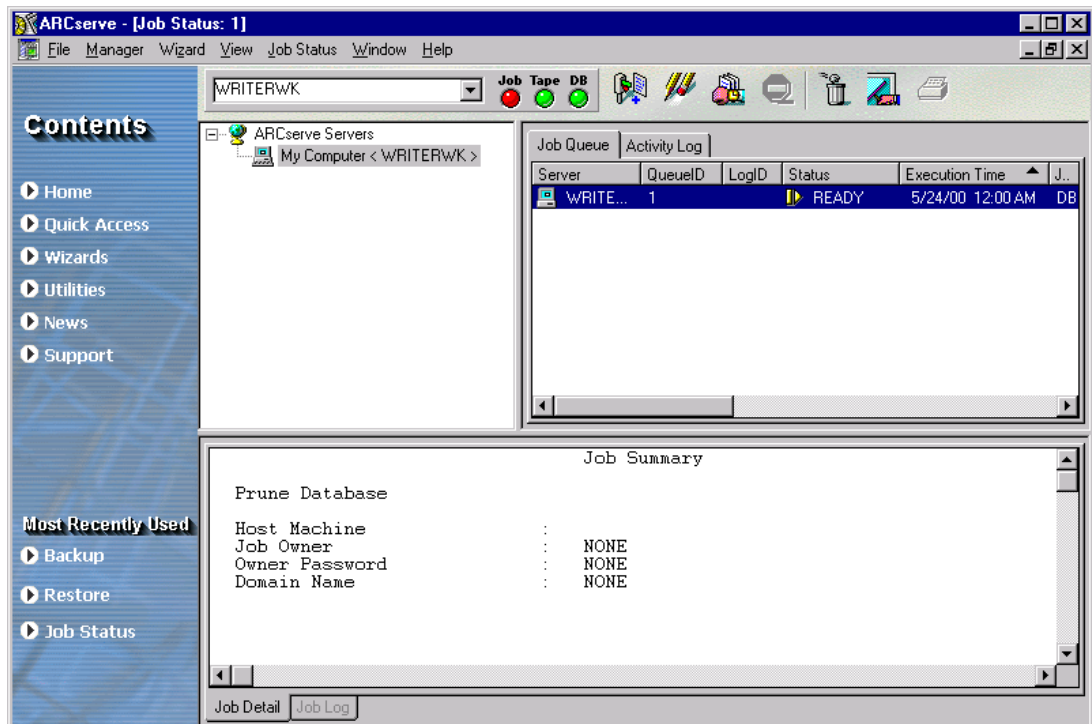 ARCserve - [Job Status: 1]
File Manager Wizard View Job Status Window Help
WRITERWK
Job Tape DB
Contents
Home
Quick Access
Wizards
Utilities
News
Support
Most Recently Used
Backup
Restore
Job Status
ARCserve Servers
My Computer < WRITERWK >
Job Queue Activity Log
Server QueueID LogID Status Execution Time J..
WRITE... 1 READY 5/24/00 12:00 AM DB
Job Summary
Prune Database
Host Machine :
Job Owner : NONE
Owner Password : NONE
Domain Name : NONE
Job Detail Job Log